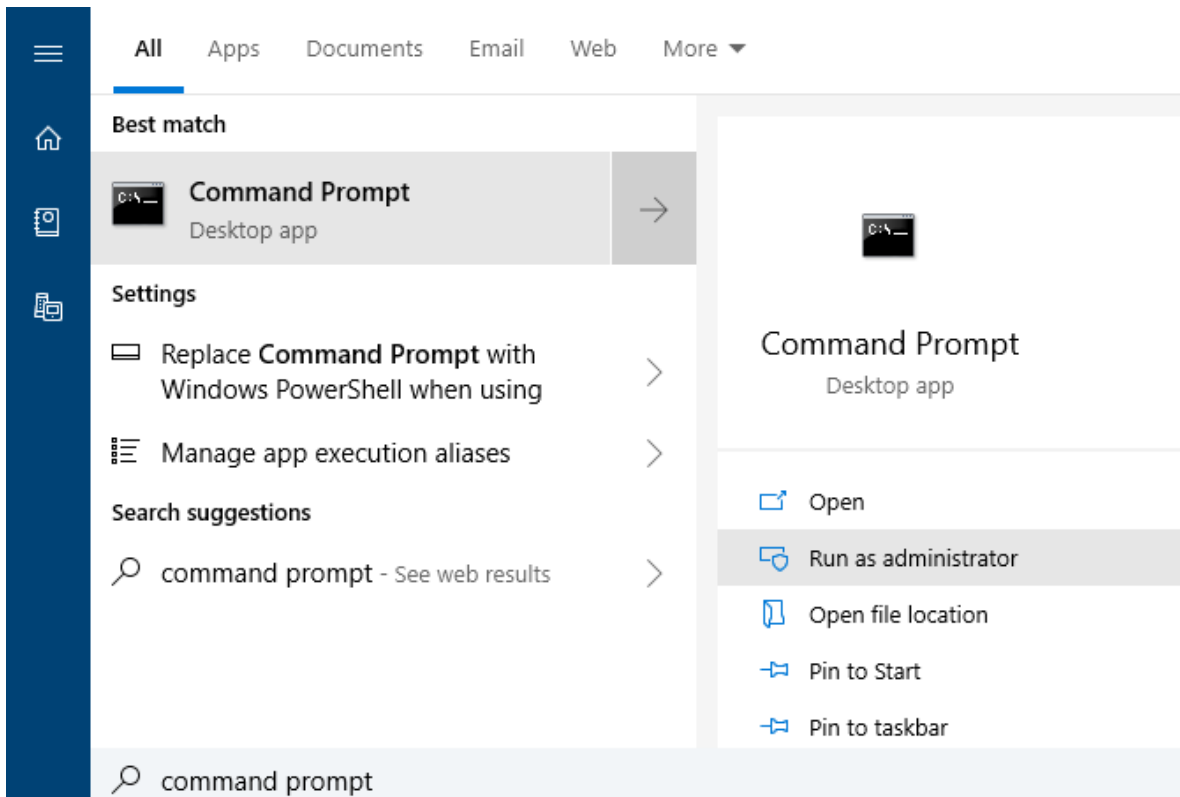 All Apps Documents Email Web More
Best match
Command Prompt
Desktop app
Settings
Replace Command Prompt with
Windows PowerShell when using
Manage app execution aliases
Search suggestions
command prompt - See web results
C:\_
Command Prompt
Desktop app
Open
Run as administrator
Open file location
Pin to Start
Pin to taskbar
command prompt